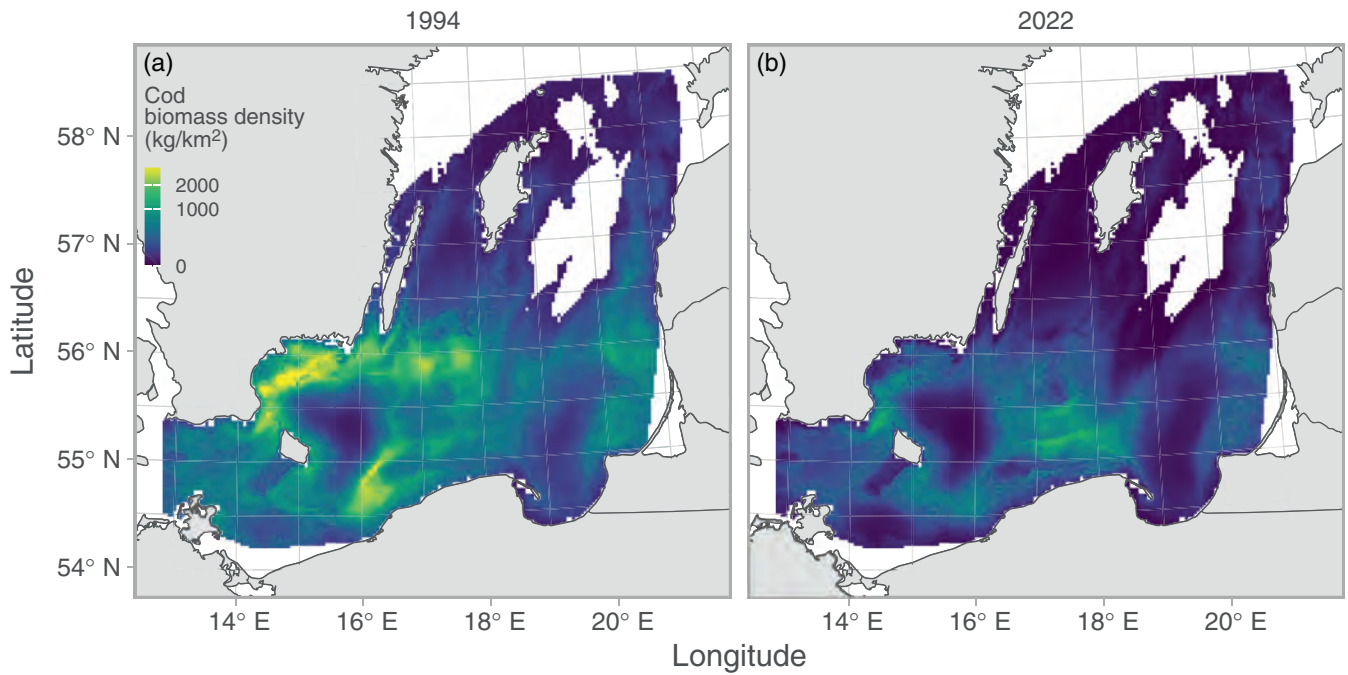 1994
2022
(a)
(b)
Cod
biomass density
(kg/km²)
2000
1000
0
58° N
57° N
56° N
55° N
54° N
Latitude
14° E
16° E
18° E
20° E
14° E
16° E
18° E
20° E
Longitude